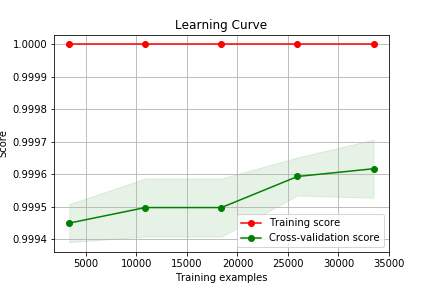 Learning Curve
1.0000
0.9999
0.9998
0.9997
0.9996
0.9995
0.9994
Score
5000 10000 15000 20000 25000 30000 35000
Training examples
Training score
Cross-validation score